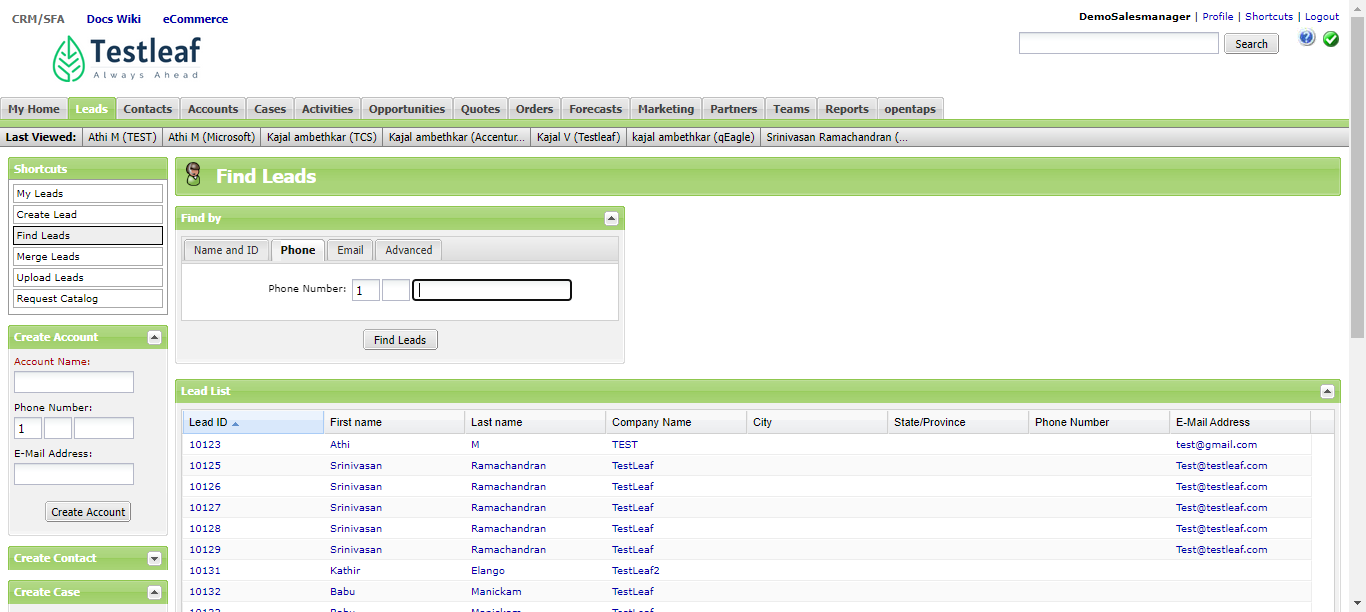 CRM/SFA Docs Wiki eCommerce
DemoSalesmanager | Profile | Shortcuts | Logout
Testleaf
Always Ahead
Search
?
My Home Leads Contacts Accounts Cases Activities Opportunities Quotes Orders Forecasts Marketing Partners Teams Reports opentaps
Last Viewed: Athi M (TEST) Athi M (Microsoft) Kajal ambethkar (TCS) Kajal ambethkar (Accentur... Kajal V (Testleaf) kajal ambethkar (qEagle) Srinivasan Ramachandran (...
Shortcuts
My Leads
Create Lead
Find Leads
Merge Leads
Upload Leads
Request Catalog
Create Account
Account Name:
Phone Number:
1
E-Mail Address:
Create Account
Create Contact
Create Case
Find Leads
Find by
Name and ID Phone Email Advanced
Phone Number: 1
Find Leads
Lead List
Lead ID First name Last name Company Name City State/Province Phone Number E-Mail Address
10123 Athi M TEST test@gmail.com
10125 Srinivasan Ramachandran TestLeaf Test@testleaf.com
10126 Srinivasan Ramachandran TestLeaf Test@testleaf.com
10127 Srinivasan Ramachandran TestLeaf Test@testleaf.com
10128 Srinivasan Ramachandran TestLeaf Test@testleaf.com
10129 Srinivasan Ramachandran TestLeaf Test@testleaf.com
10131 Kathir Elango TestLeaf2
10132 Babu Manickam TestLeaf
Babu Manickam TestLeaf